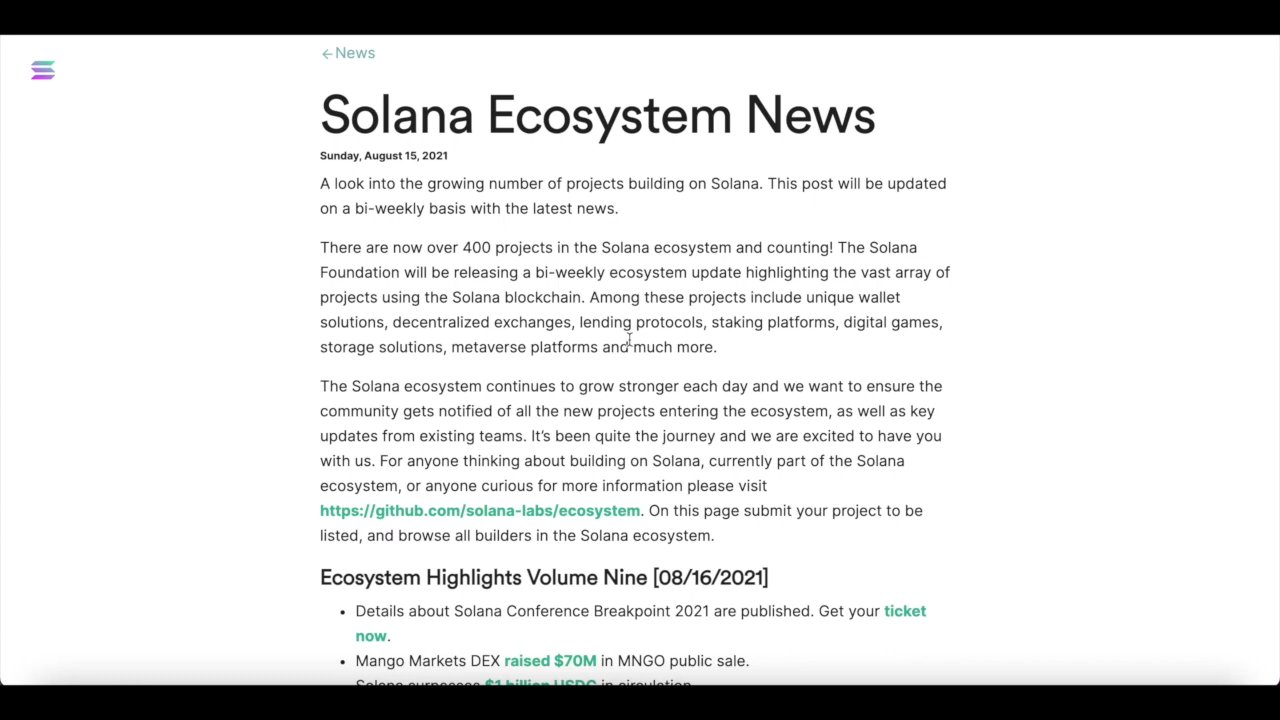 ←News
Solana Ecosystem News
Sunday, August 15, 2021
A look into the growing number of projects building on Solana. This post will be updated
on a bi-weekly basis with the latest news.
There are now over 400 projects in the Solana ecosystem and counting! The Solana
Foundation will be releasing a bi-weekly ecosystem update highlighting the vast array of
projects using the Solana blockchain. Among these projects include unique wallet
solutions, decentralized exchanges, lending protocols, staking platforms, digital games,
storage solutions, metaverse platforms and much more.
The Solana ecosystem continues to grow stronger each day and we want to ensure the
community gets notified of all the new projects entering the ecosystem, as well as key
updates from existing teams. It's been quite the journey and we are excited to have you
with us. For anyone thinking about building on Solana, currently part of the Solana
ecosystem, or anyone curious for more information please visit
https://github.com/solana-labs/ecosystem. On this page submit your project to be
listed, and browse all builders in the Solana ecosystem.
Ecosystem Highlights Volume Nine [08/16/2021]
• Details about Solana Conference Breakpoint 2021 are published. Get your ticket
now.
• Mango Markets DEX raised $70M in MNGO public sale.
Solana surpasses $1 billion USDC in circulation